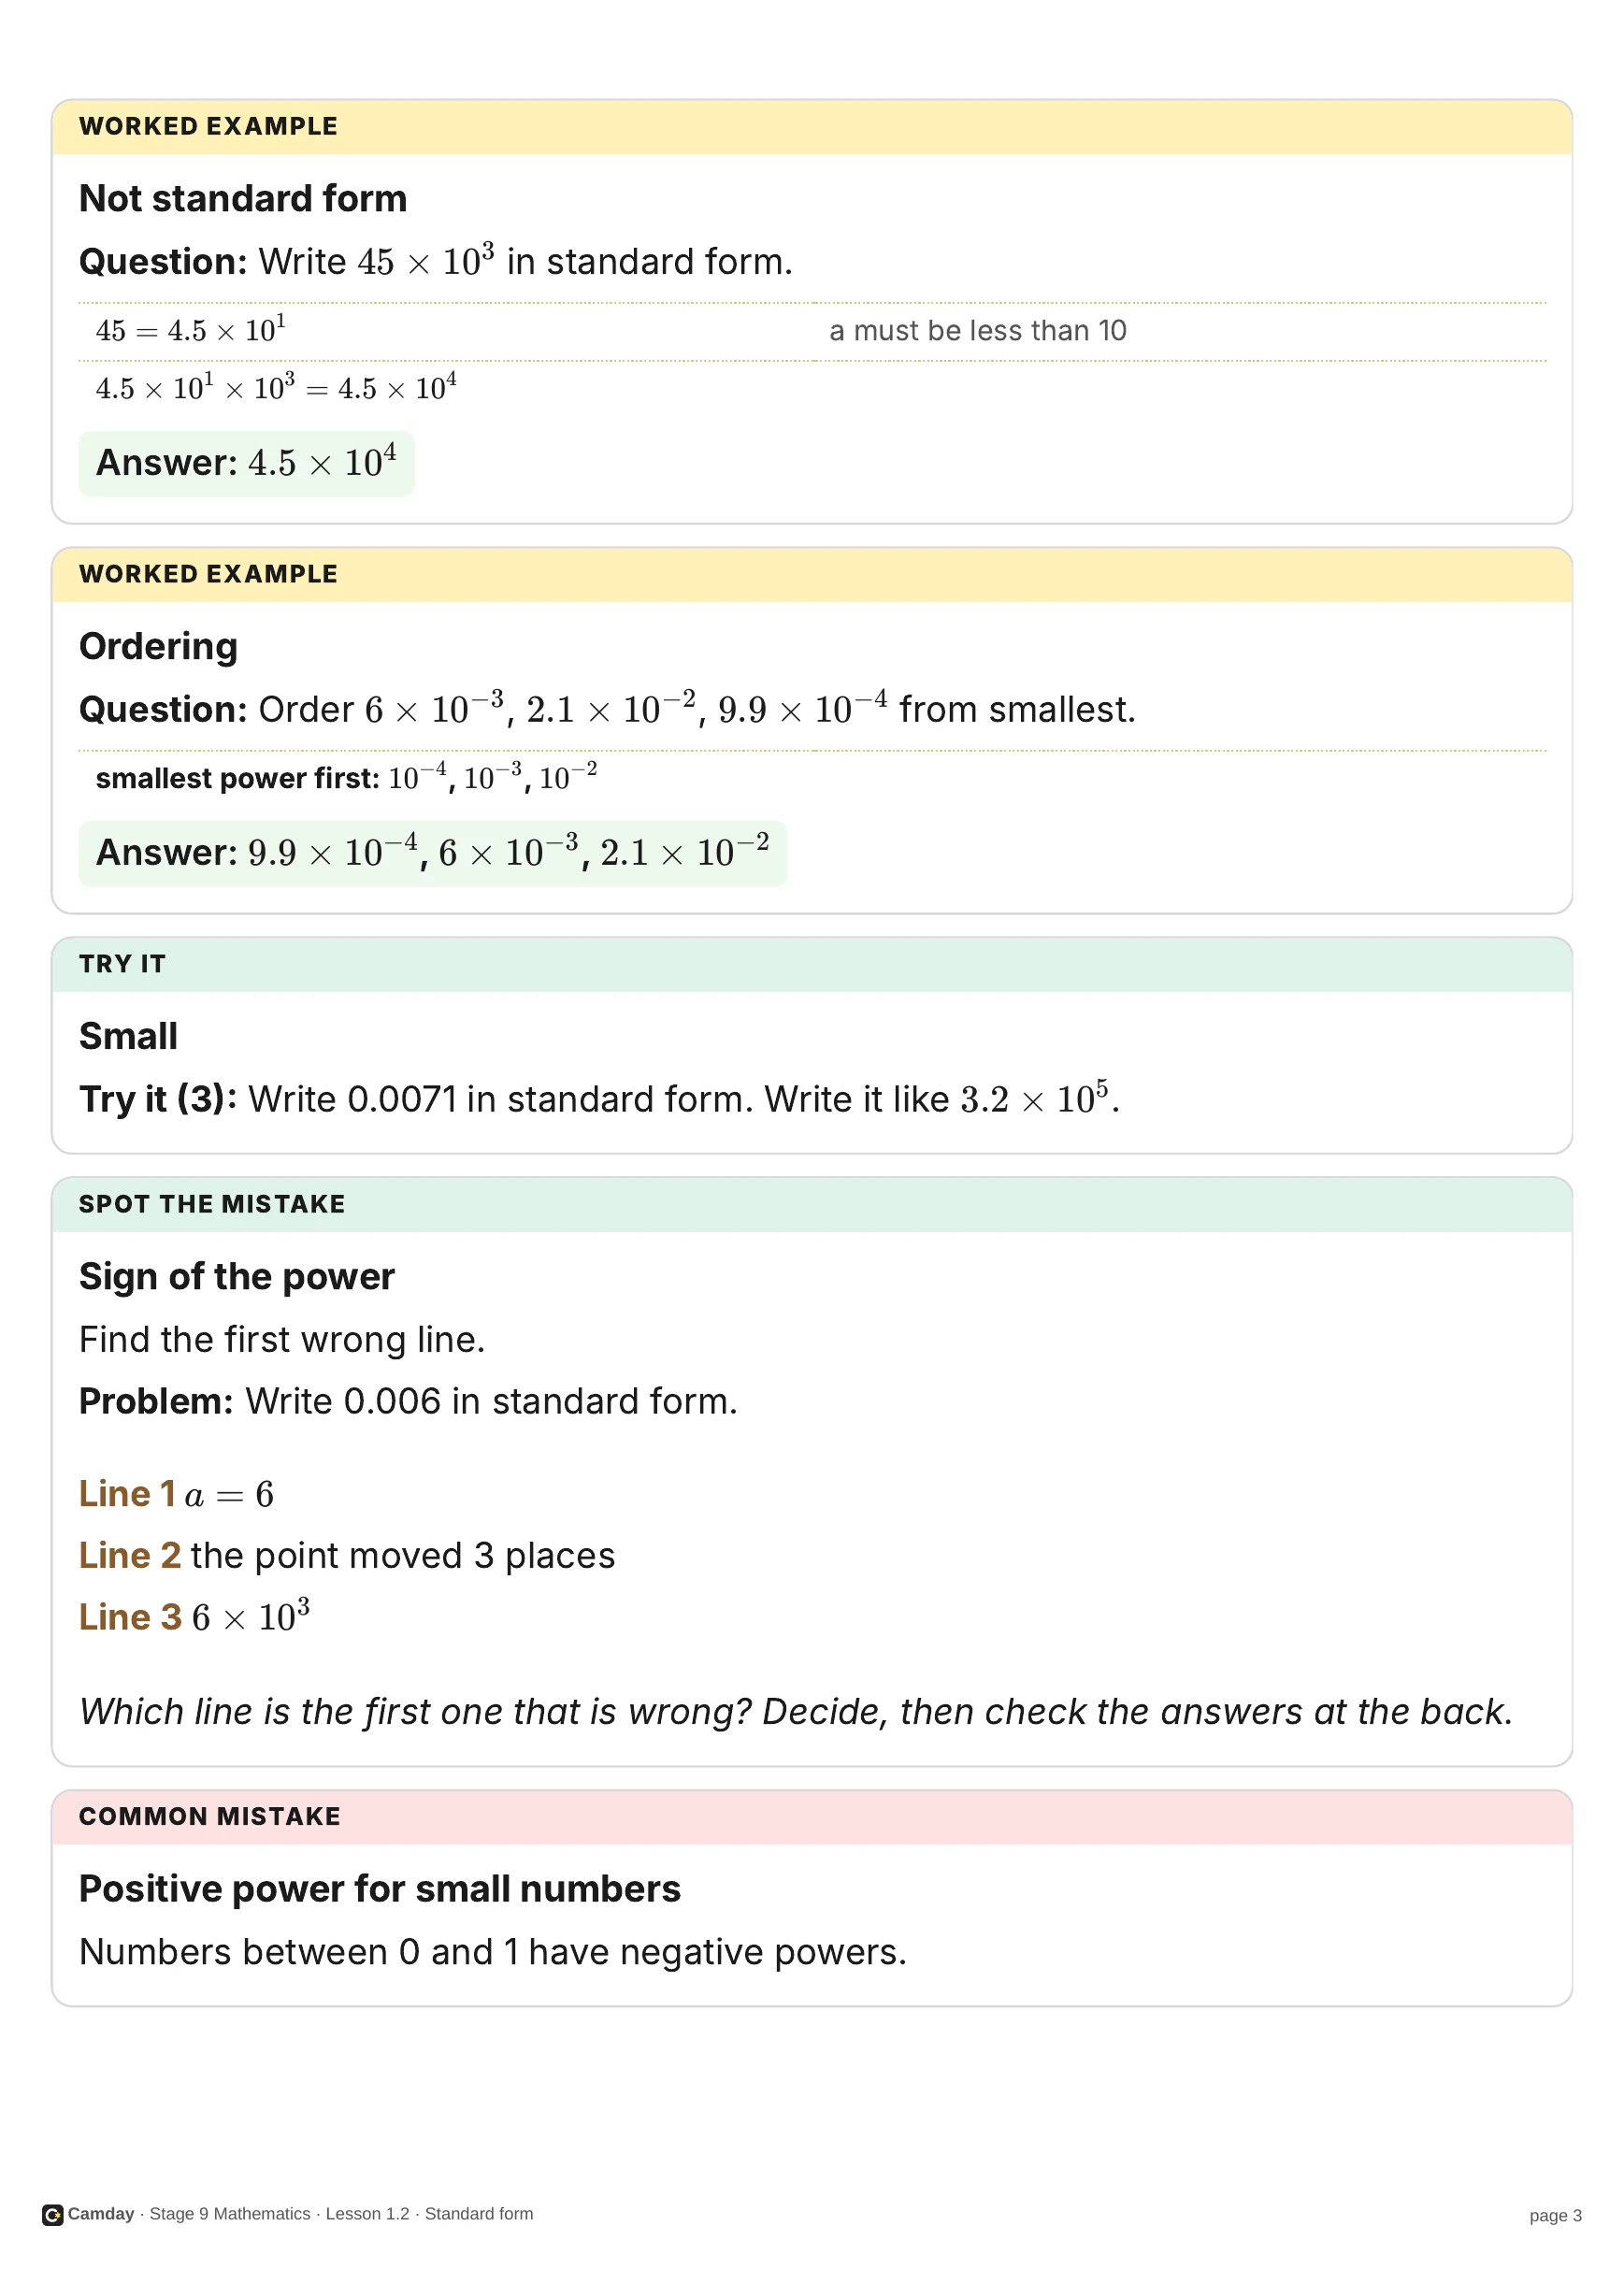 WORKED EXAMPLE
Not standard form
Question: Write 45 × 10³ in standard form.
45 = 4.5 × 10¹ a must be less than 10
4.5 × 10¹ × 10³ = 4.5 × 10⁴
Answer: 4.5 × 10⁴
WORKED EXAMPLE
Ordering
Question: Order 6 × 10⁻³, 2.1 × 10⁻², 9.9 × 10⁻⁴ from smallest.
smallest power first: 10⁻⁴, 10⁻³, 10⁻²
Answer: 9.9 × 10⁻⁴, 6 × 10⁻³, 2.1 × 10⁻²
TRY IT
Small
Try it (3): Write 0.0071 in standard form. Write it like 3.2 × 10⁵.
SPOT THE MISTAKE
Sign of the power
Find the first wrong line.
Problem: Write 0.006 in standard form.
Line 1 a = 6
Line 2 the point moved 3 places
Line 3 6 × 10³
Which line is the first one that is wrong? Decide, then check the answers at the back.
COMMON MISTAKE
Positive power for small numbers
Numbers between 0 and 1 have negative powers.
Camday · Stage 9 Mathematics · Lesson 1.2 · Standard form page 3